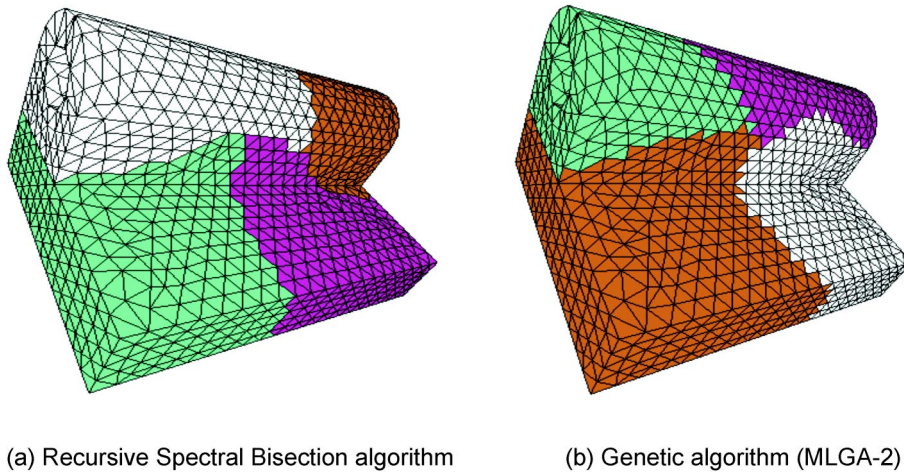 (a) Recursive Spectral Bisection algorithm
(b) Genetic algorithm (MLGA-2)